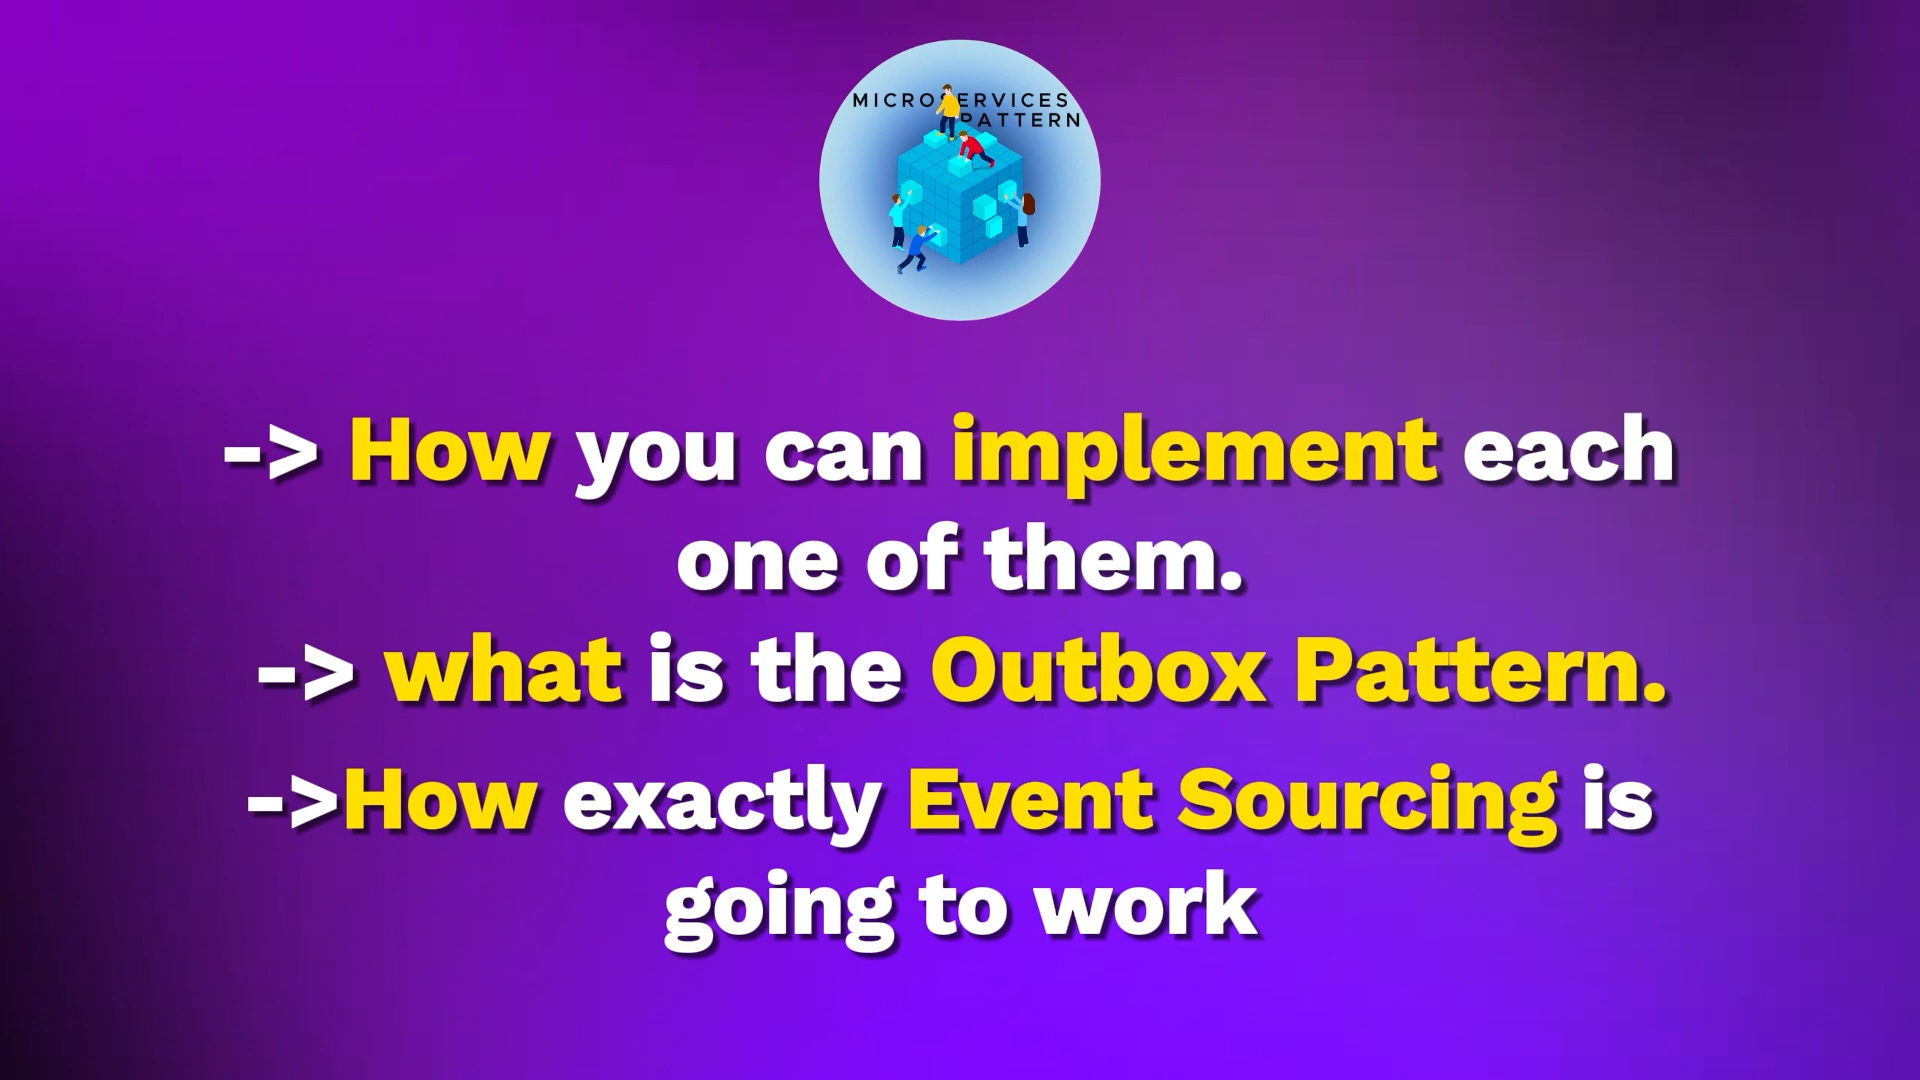 MICROSERVICES
PATTERN
-> How you can implement each
one of them.
-> what is the Outbox Pattern.
->How exactly Event Sourcing is
going to work